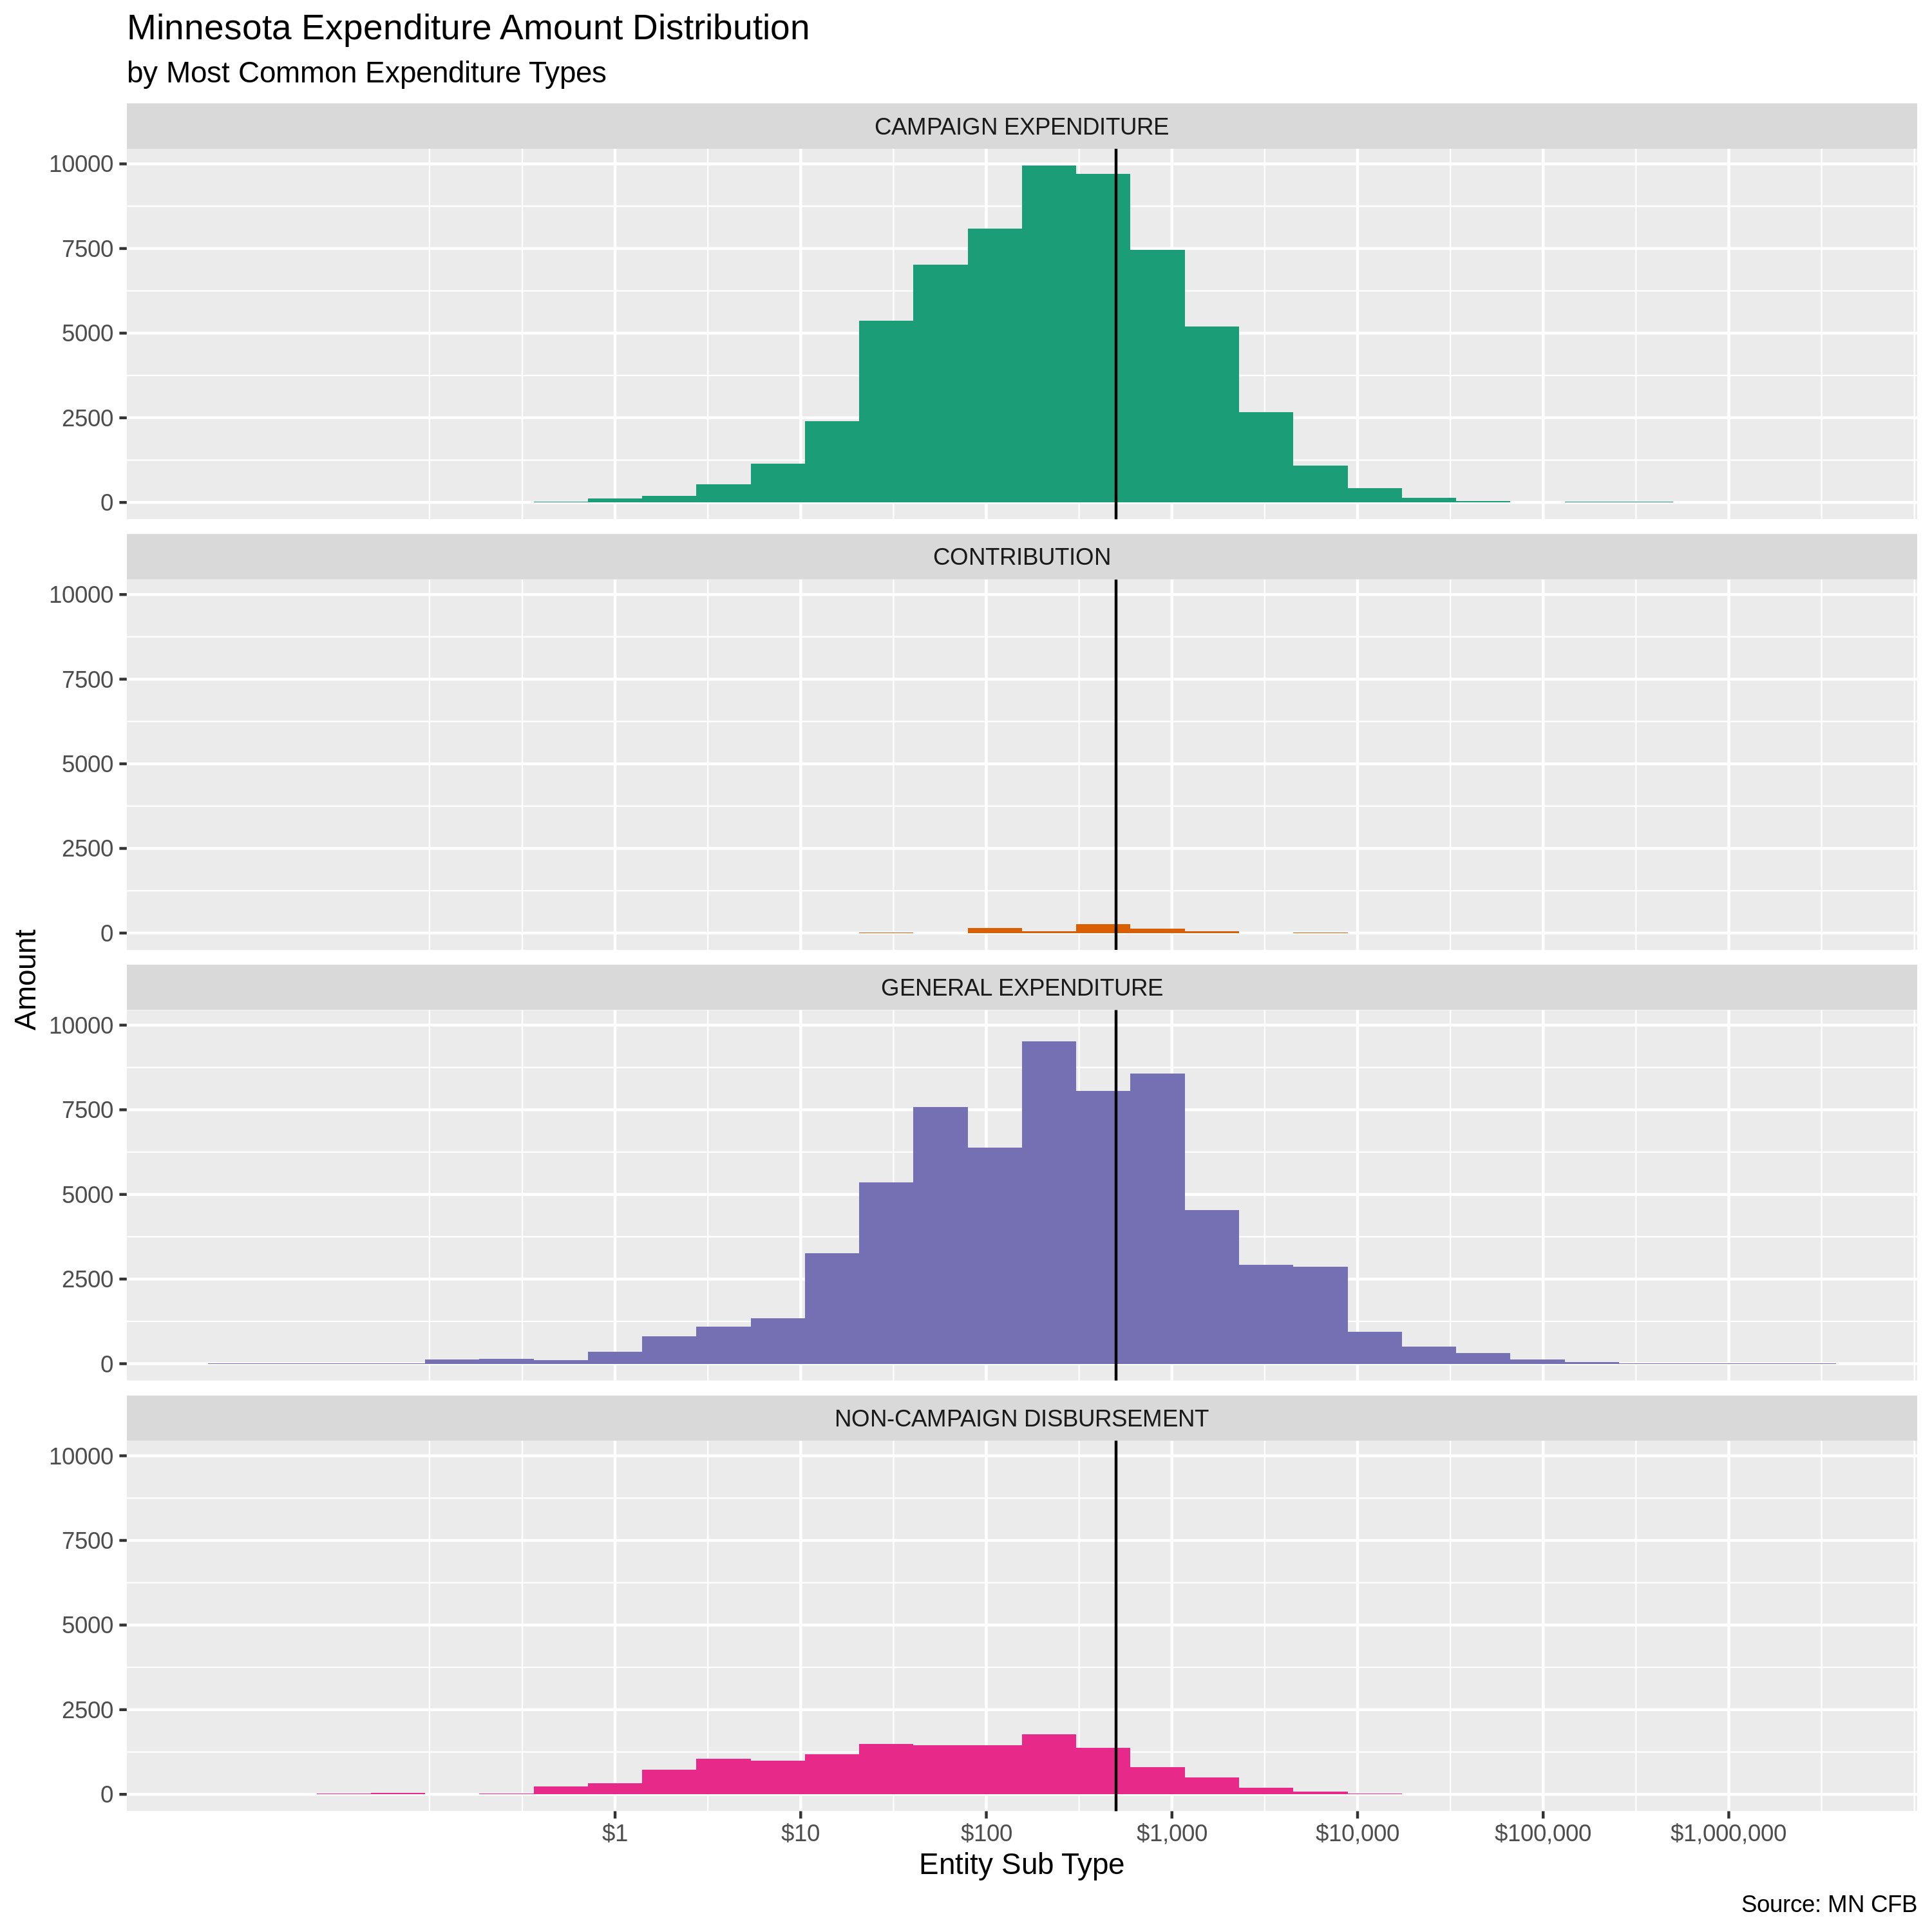 Minnesota Expenditure Amount Distribution
by Most Common Expenditure Types
CAMPAIGN EXPENDITURE
10000
7500
5000
2500
0
CONTRIBUTION
10000
7500
5000
2500
0
GENERAL EXPENDITURE
10000
7500
5000
2500
0
NON-CAMPAIGN DISBURSEMENT
10000
7500
5000
2500
0
Amount
$1 $10 $100 $1,000 $10,000 $100,000 $1,000,000
Entity Sub Type
Source: MN CFB